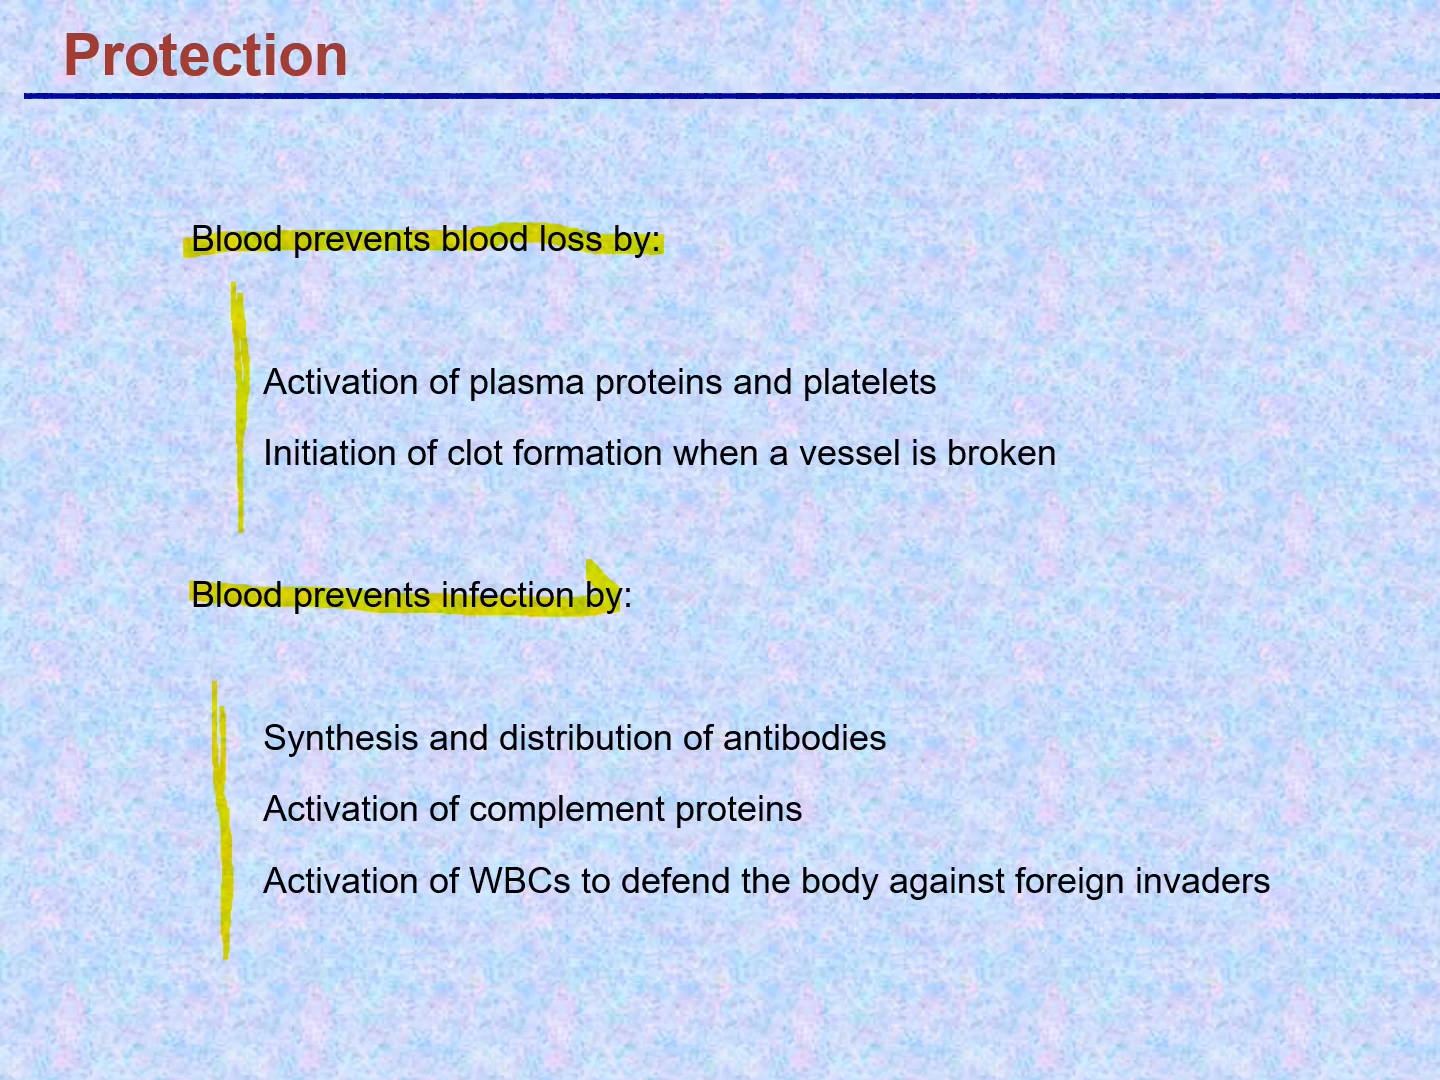 Protection
Blood prevents blood loss by:
Activation of plasma proteins and platelets
Initiation of clot formation when a vessel is broken
Blood prevents infection by:
Synthesis and distribution of antibodies
Activation of complement proteins
Activation of WBCs to defend the body against foreign invaders